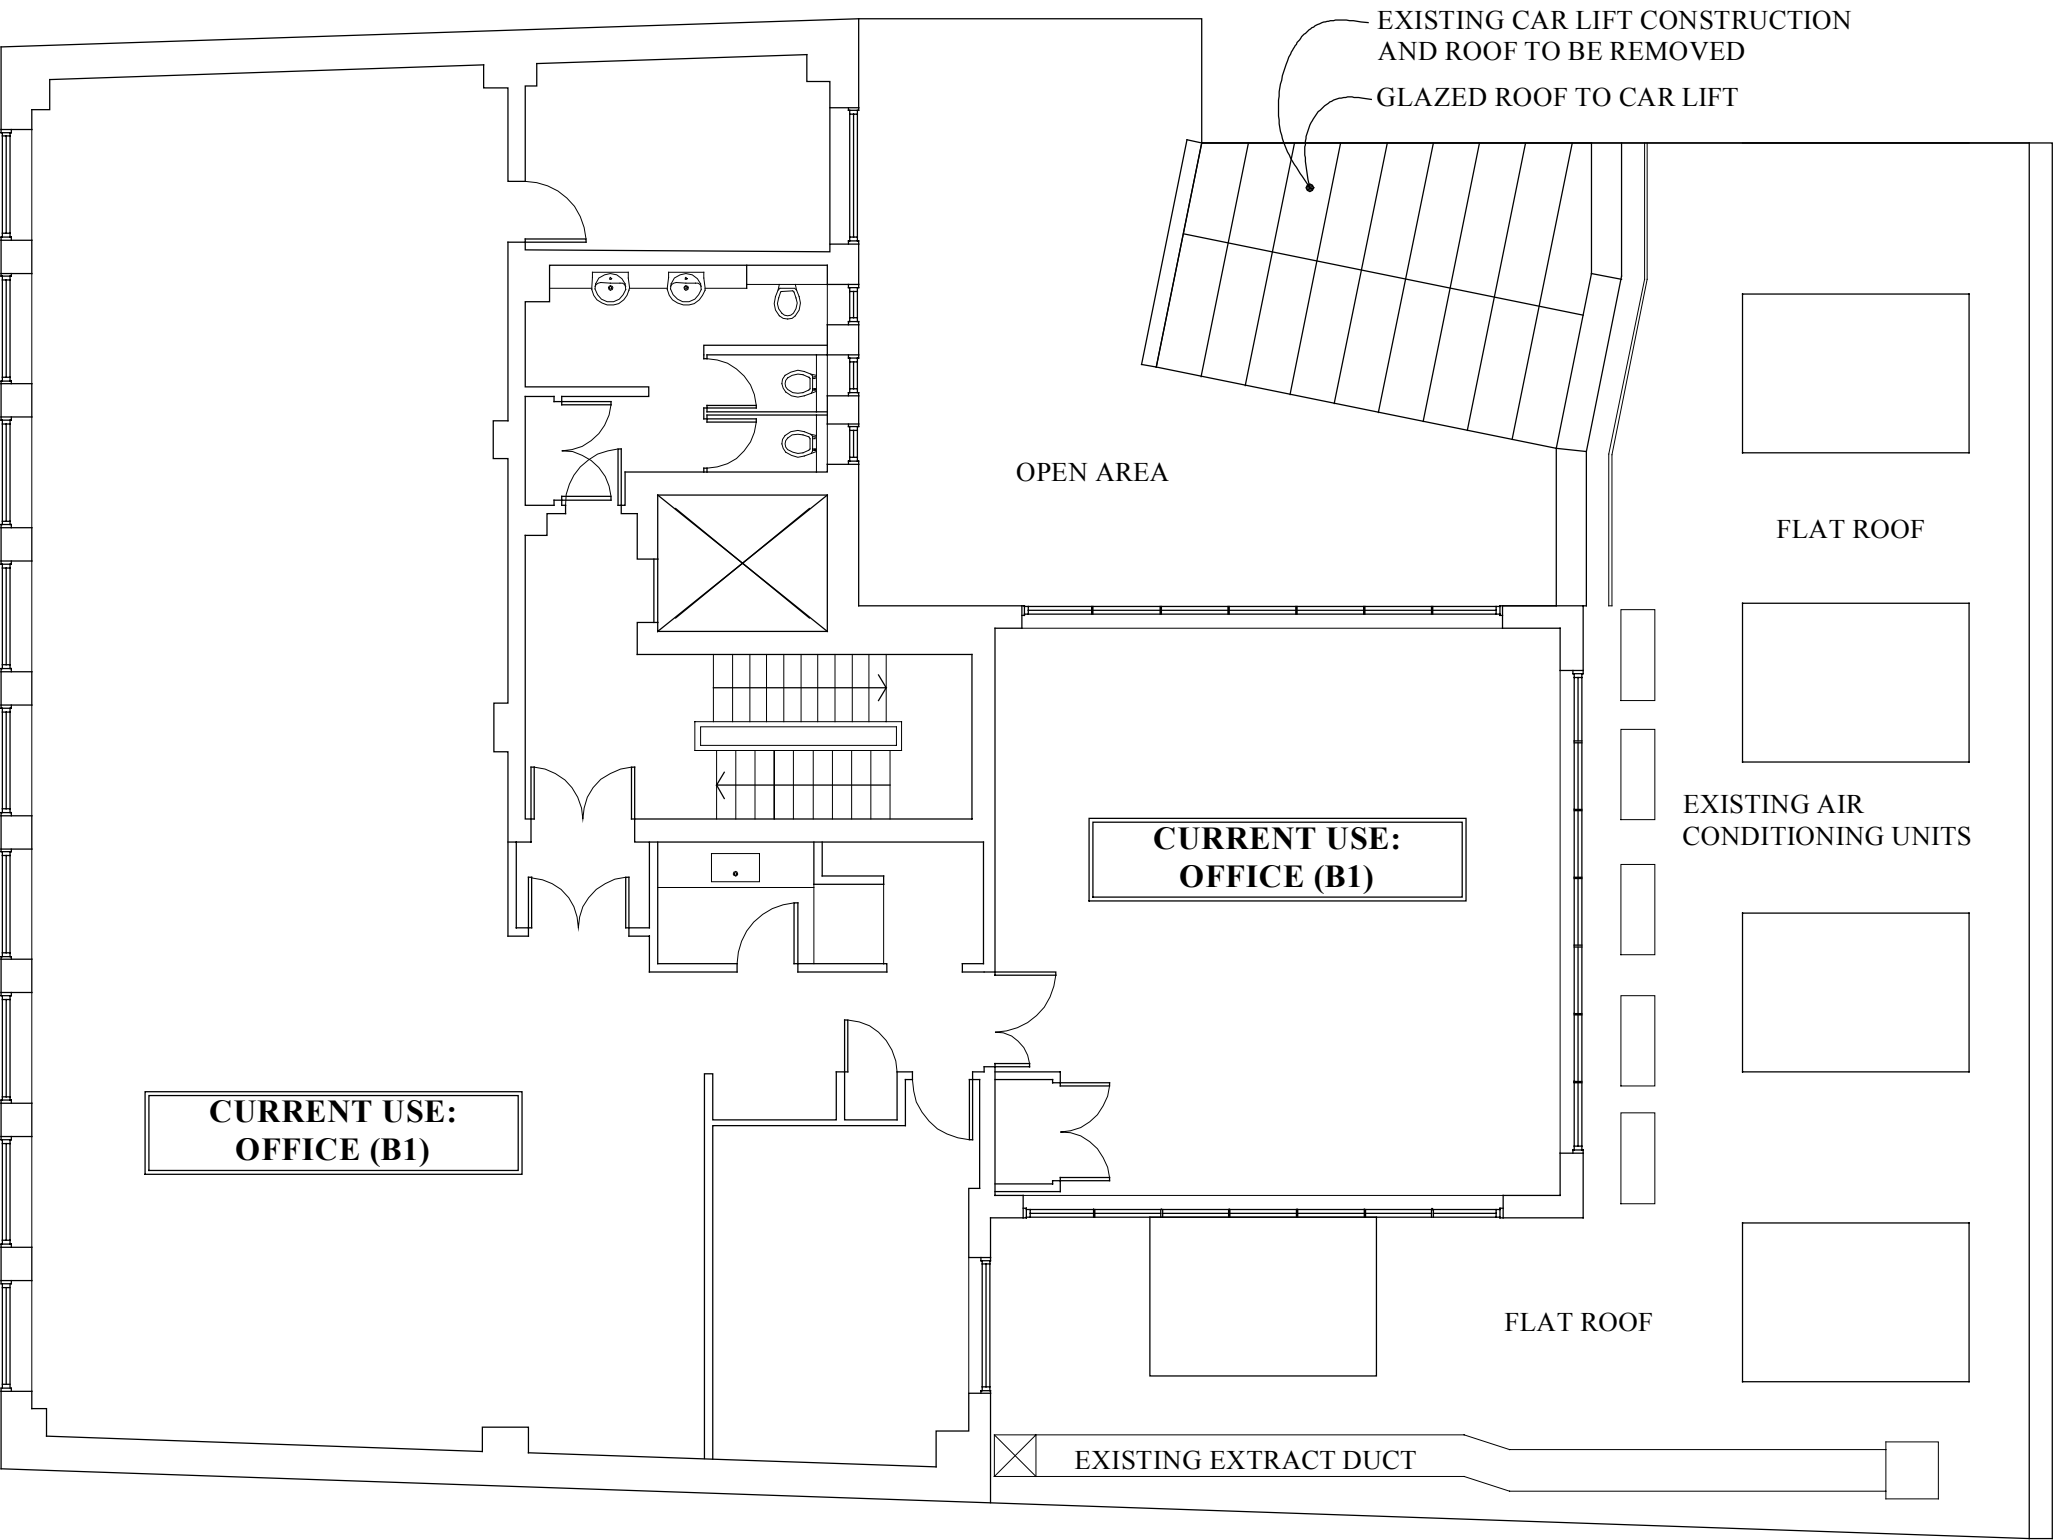 EXISTING CAR LIFT CONSTRUCTION
AND ROOF TO BE REMOVED
GLAZED ROOF TO CAR LIFT
OPEN AREA
FLAT ROOF
EXISTING AIR
CONDITIONING UNITS
CURRENT USE:
OFFICE (B1)
CURRENT USE:
OFFICE (B1)
FLAT ROOF
EXISTING EXTRACT DUCT